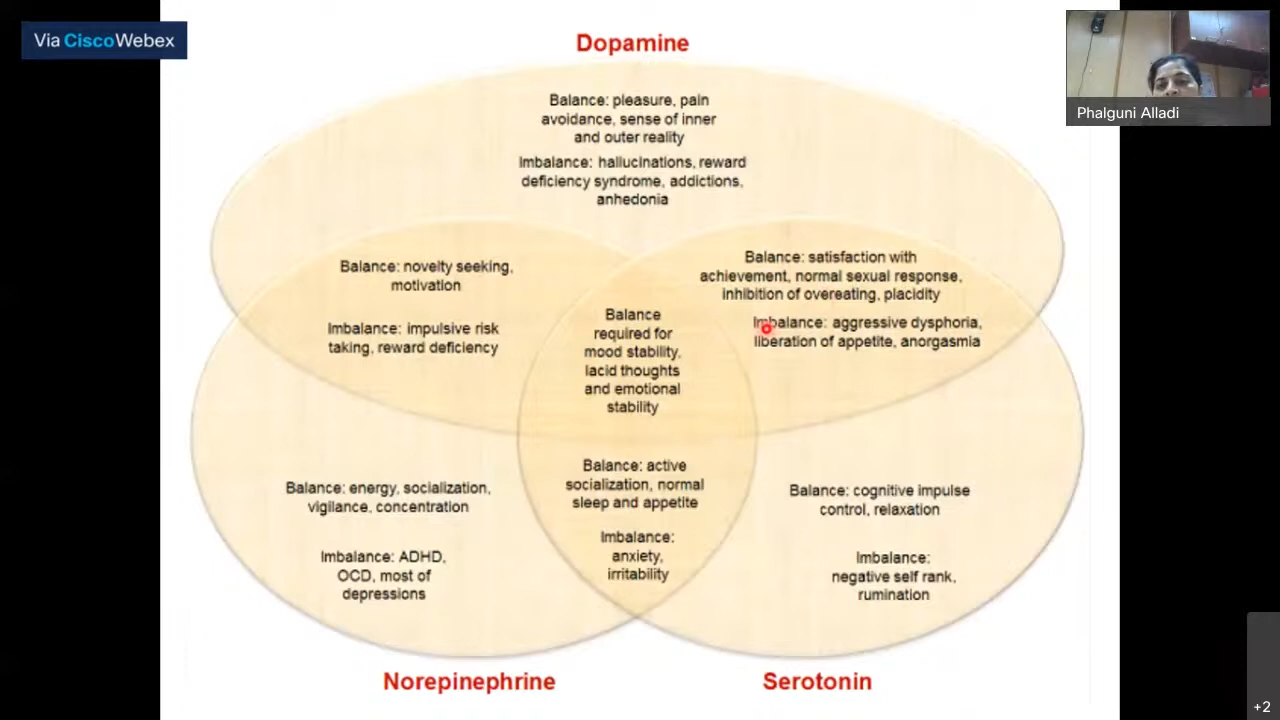 Via CiscoWebex
Phalguni Alladi
Dopamine
Balance: pleasure, pain
avoidance, sense of inner
and outer reality
Imbalance: hallucinations, reward
deficiency syndrome, addictions,
anhedonia
Balance: novelty seeking,
motivation
Imbalance: impulsive risk
taking, reward deficiency
Balance: satisfaction with
achievement, normal sexual response,
inhibition of overeating, placidity
Imbalance: aggressive dysphoria,
liberation of appetite, anorgasmia
Balance
required for
mood stability,
lacid thoughts
and emotional
stability
Balance: energy, socialization,
vigilance, concentration
Imbalance: ADHD,
OCD, most of
depressions
Balance: active
socialization, normal
sleep and appetite
Imbalance:
anxiety,
irritability
Balance: cognitive impulse
control, relaxation
Imbalance:
negative self rank,
rumination
Norepinephrine
Serotonin
+2